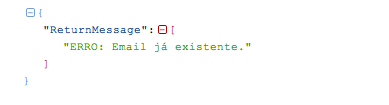 {
"ReturnMessage":[
"ERRO: Email já existente."
]
}